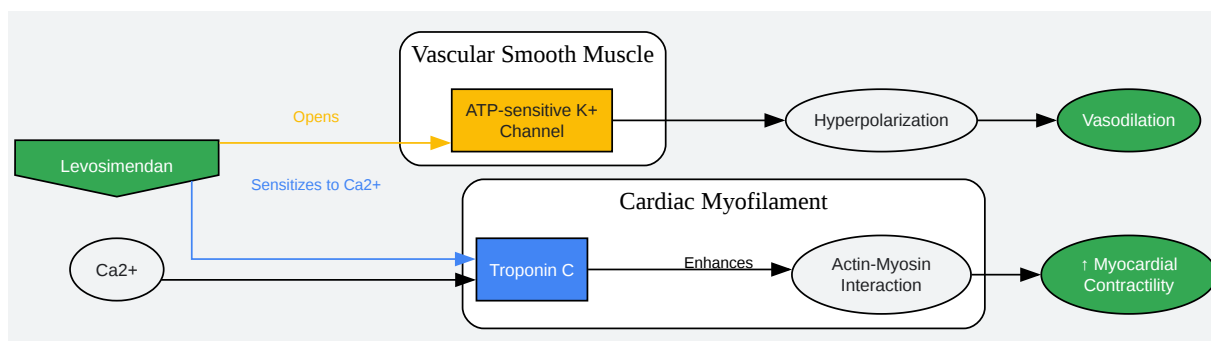 Vascular Smooth Muscle
Opens
ATP-sensitive K+
Channel
Hyperpolarization
Vasodilation
Levosimendan
Sensitizes to Ca2+
Cardiac Myofilament
Ca2+
Troponin C
Enhances
Actin-Myosin
Interaction
↑ Myocardial
Contractility